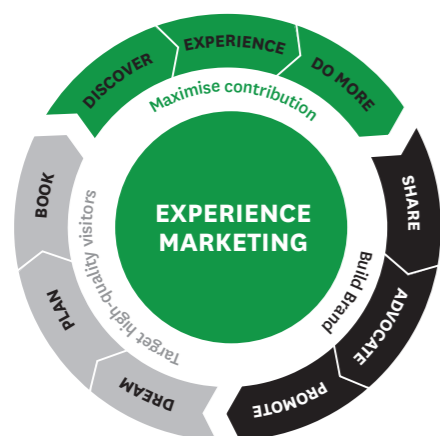 DISCOVER
EXPERIENCE
DO MORE
Maximise contribution
SHARE
ADVOCATE
PROMOTE
Build Brand
DREAM
PLAN
BOOK
Target high-quality visitors
EXPERIENCE
MARKETING